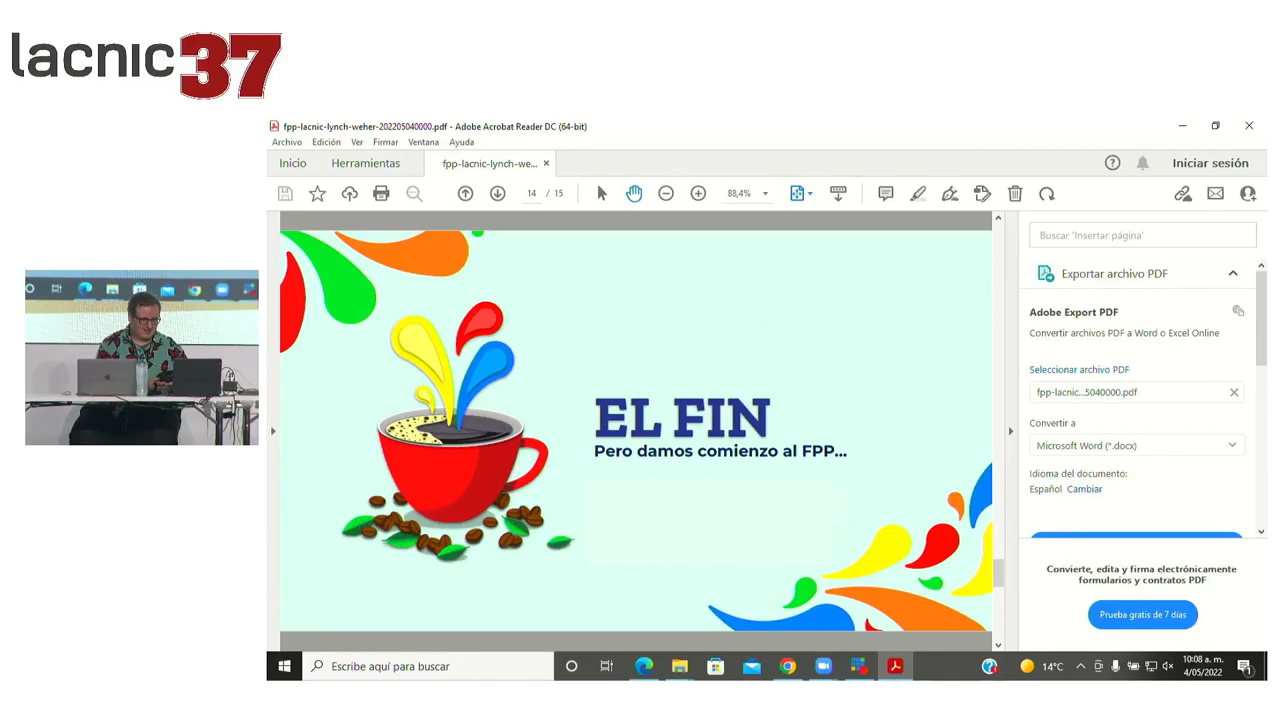 lacnic 37
fpp-lacnic-lynch-weher-202205040000.pdf - Adobe Acrobat Reader DC (64-bit)
Archivo Edición Ver Firmar Ventana Ayuda
Inicio Herramientas fpp-lacnic-lynch-we... × Iniciar sesión
14 / 15 88,4%
Buscar 'Insertar página'
Exportar archivo PDF
Adobe Export PDF
Convertir archivos PDF a Word o Excel Online
Seleccionar archivo PDF
fpp-lacnic...5040000.pdf
Convertir a
Microsoft Word (*.docx)
Idioma del documento:
Español Cambiar
Convierte, edita y firma electrónicamente
formularios y contratos PDF
Prueba gratis de 7 días
EL FIN
Pero damos comienzo al FPP...
Escribe aquí para buscar
14°C
10:08 a. m.
4/05/2022
1